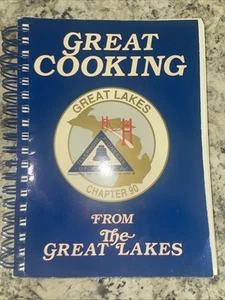 GREAT
COOKING
GREAT LAKES
CHAPTER 90
FROM
The
GREAT LAKES